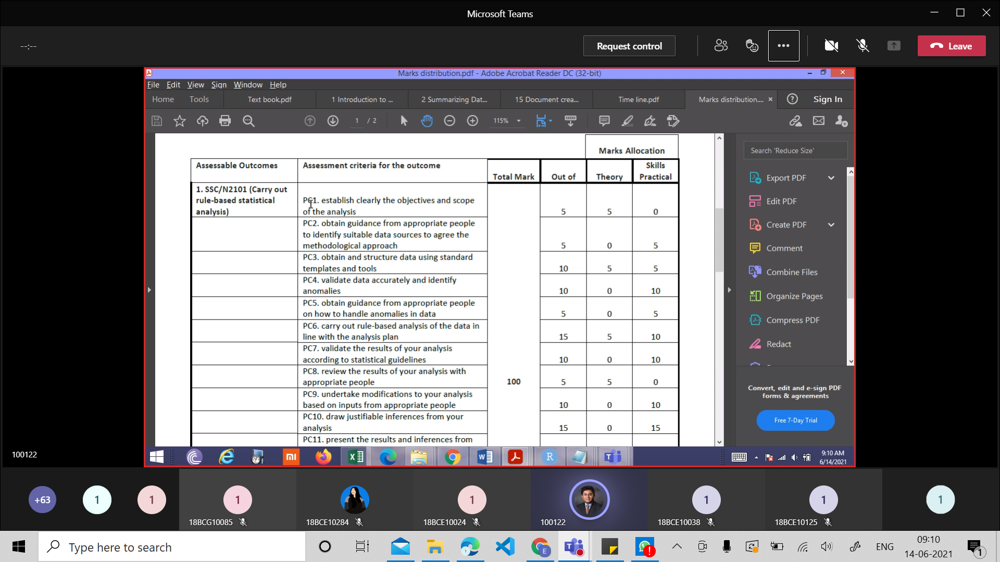 Microsoft Teams
--:--
Request control
Leave
Marks distribution.pdf - Adobe Acrobat Reader DC (32-bit)
File Edit View Sign Window Help
Home Tools Text book.pdf 1 Introduction to ... 2 Summarizing Dat... 15 Document crea... Time line.pdf Marks distribution.... × Sign In
1 / 2 115%
Marks Allocation
Assessable Outcomes Assessment criteria for the outcome Total Mark Out of Theory Skills Practical
1. SSC/N2101 (Carry out
rule-based statistical
analysis)
PC1. establish clearly the objectives and scope
of the analysis 5 5 0
PC2. obtain guidance from appropriate people
to identify suitable data sources to agree the
methodological approach 5 0 5
PC3. obtain and structure data using standard
templates and tools 10 5 5
PC4. validate data accurately and identify
anomalies 10 0 10
PC5. obtain guidance from appropriate people
on how to handle anomalies in data 5 0 5
PC6. carry out rule-based analysis of the data in
line with the analysis plan 15 5 10
PC7. validate the results of your analysis
according to statistical guidelines 10 0 10
PC8. review the results of your analysis with
appropriate people 100 5 5 0
PC9. undertake modifications to your analysis
based on inputs from appropriate people 10 0 10
PC10. draw justifiable inferences from your
analysis 15 0 15
PC11. present the results and inferences from
Search 'Reduce Size'
Export PDF
Edit PDF
Create PDF
Comment
Combine Files
Organize Pages
Compress PDF
Redact
Convert, edit and e-sign PDF
forms & agreements
Free 7-Day Trial
100122
9:10 AM
6/14/2021
+63 1 1 1 1 1 1 1
18BCG10085 18BCE10284 18BCE10024 100122 18BCE10038 18BCE10125
Type here to search
ENG
09:10
14-06-2021
1